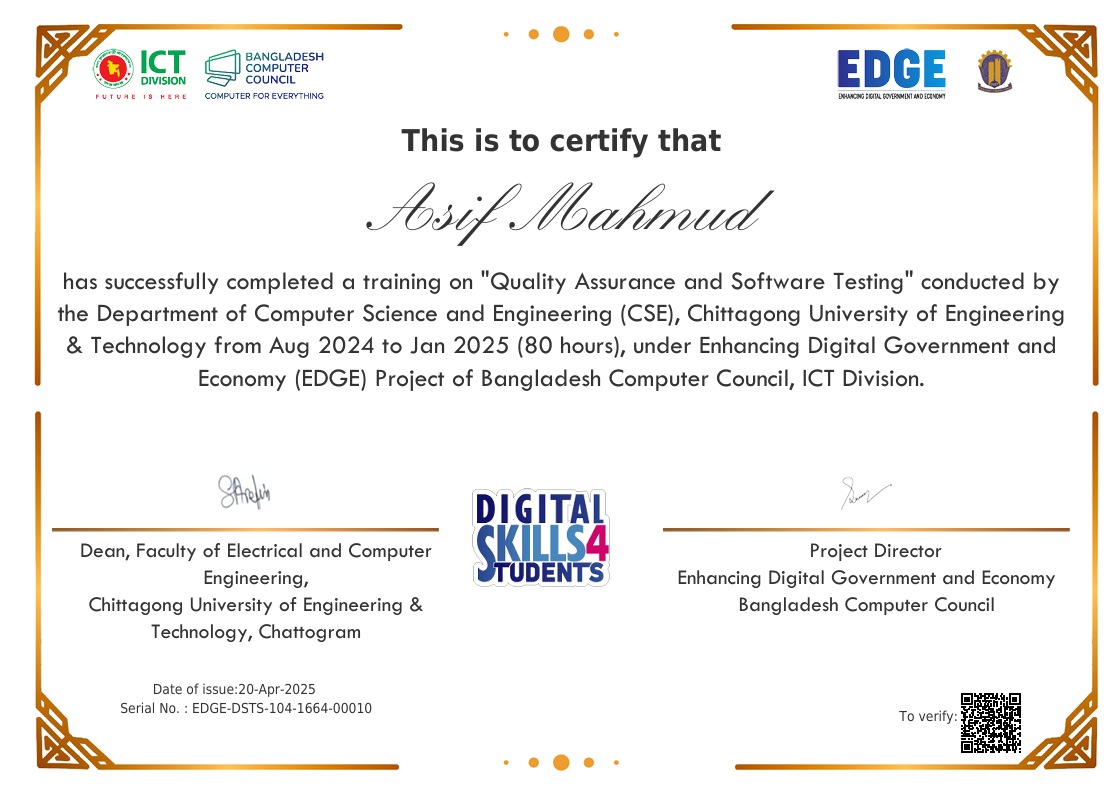 ICT
DIVISION
FUTURE IS HERE
BANGLADESH
COMPUTER
COUNCIL
COMPUTER FOR EVERYTHING
EDGE
ENHANCING DIGITAL GOVERNMENT AND ECONOMY
This is to certify that
Asif Mahmud
has successfully completed a training on "Quality Assurance and Software Testing" conducted by
the Department of Computer Science and Engineering (CSE), Chittagong University of Engineering
& Technology from Aug 2024 to Jan 2025 (80 hours), under Enhancing Digital Government and
Economy (EDGE) Project of Bangladesh Computer Council, ICT Division.
SArefin
DIGITAL
SKILLS4
STUDENTS
Dean, Faculty of Electrical and Computer
Engineering,
Chittagong University of Engineering &
Technology, Chattogram
Project Director
Enhancing Digital Government and Economy
Bangladesh Computer Council
Date of issue:20-Apr-2025
Serial No. : EDGE-DSTS-104-1664-00010
To verify: